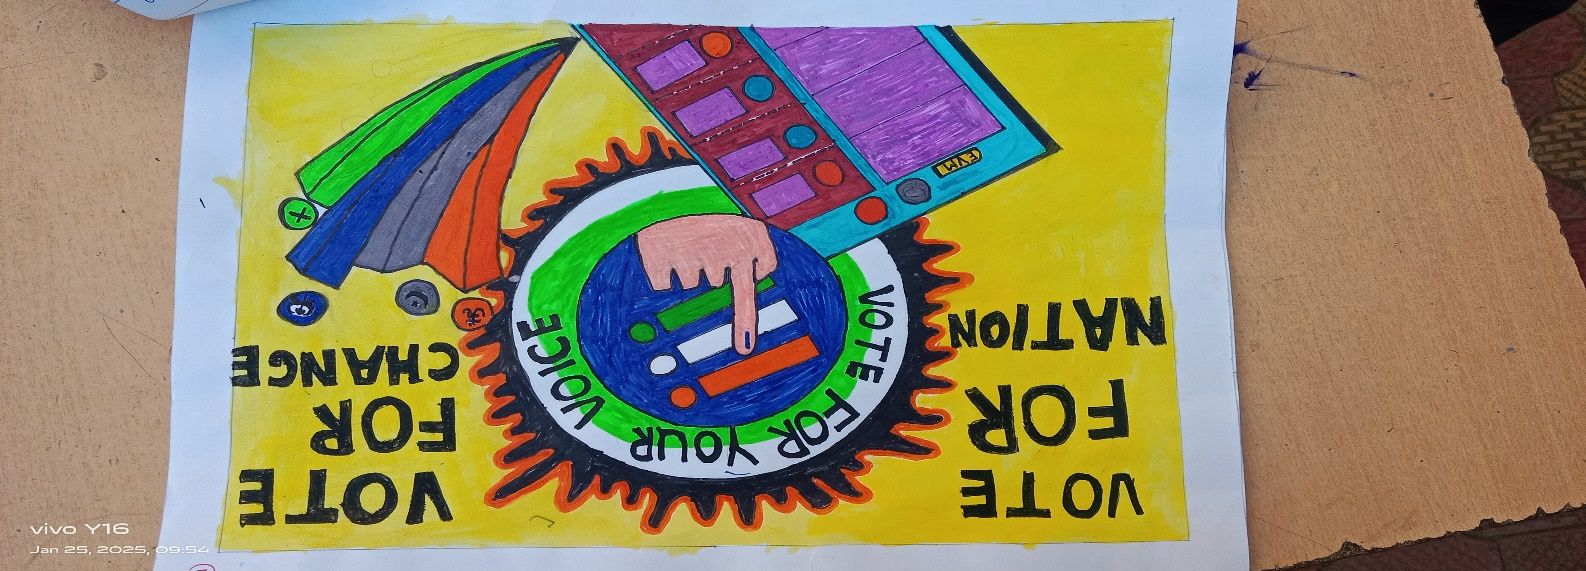 VOTE
FOR
NATION
VOTE
FOR
CHANGE
VOTE FOR YOUR VOICE
EVM
vivo Y16
Jan 25, 2025, 09:54